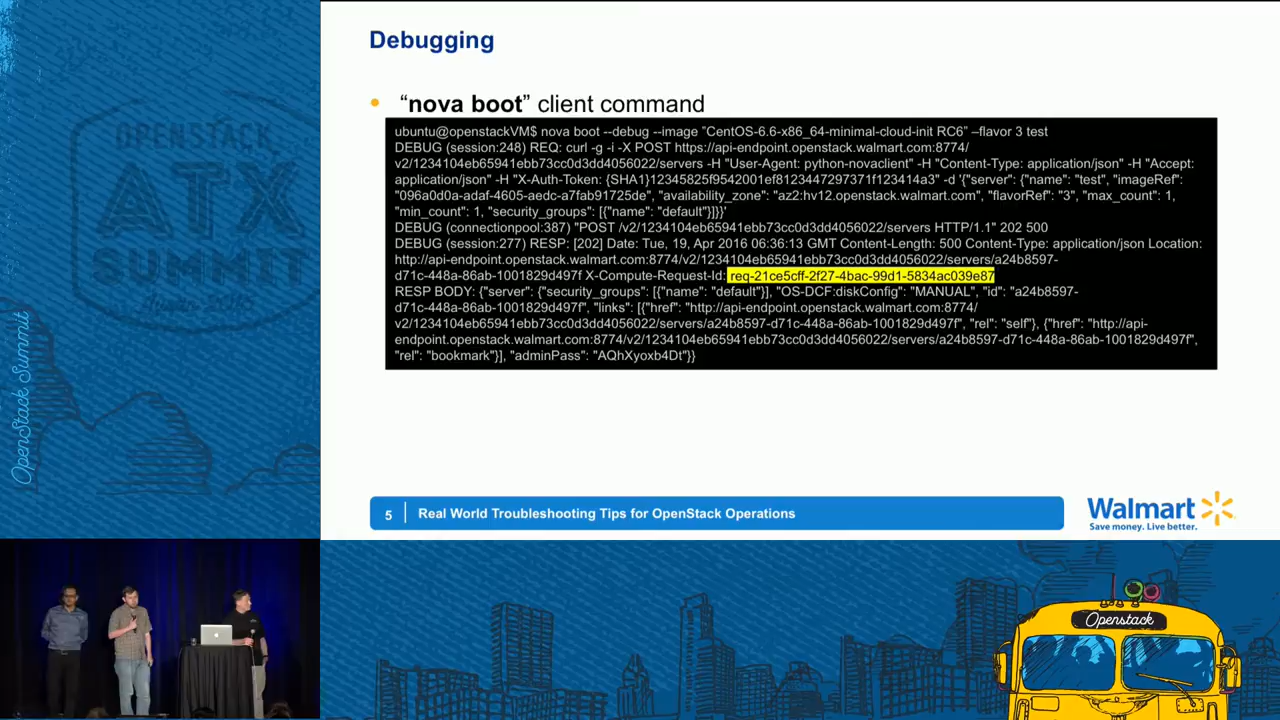 Debugging
• “nova boot” client command
ubuntu@openstackVM$ nova boot --debug --image "CentOS-6.6-x86_64-minimal-cloud-init RC6" –flavor 3 test
DEBUG (session:248) REQ: curl -g -i -X POST https://api-endpoint.openstack.walmart.com:8774/
v2/1234104eb65941ebb73cc0d3dd4056022/servers -H "User-Agent: python-novaclient" -H "Content-Type: application/json" -H "Accept:
application/json" -H "X-Auth-Token: {SHA1}12345825f9542001ef8123447297371f123414a3" -d '{"server": {"name": "test", "imageRef":
"096a0d0a-adaf-4605-aedc-a7fab91725de", "availability_zone": "az2:hv12.openstack.walmart.com", "flavorRef": "3", "max_count": 1,
"min_count": 1, "security_groups": [{"name": "default"}]}}'
DEBUG (connectionpool:387) "POST /v2/1234104eb65941ebb73cc0d3dd4056022/servers HTTP/1.1" 202 500
DEBUG (session:277) RESP: [202] Date: Tue, 19, Apr 2016 06:36:13 GMT Content-Length: 500 Content-Type: application/json Location:
http://api-endpoint.openstack.walmart.com:8774/v2/1234104eb65941ebb73cc0d3dd4056022/servers/a24b8597-
d71c-448a-86ab-1001829d497f X-Compute-Request-Id: req-21ce5cff-2f27-4bac-99d1-5834ac039e87
RESP BODY: {"server": {"security_groups": [{"name": "default"}], "OS-DCF:diskConfig": "MANUAL", "id": "a24b8597-
d71c-448a-86ab-1001829d497f", "links": [{"href": "http://api-endpoint.openstack.walmart.com:8774/
v2/1234104eb65941ebb73cc0d3dd4056022/servers/a24b8597-d71c-448a-86ab-1001829d497f", "rel": "self"}, {"href": "http://api-
endpoint.openstack.walmart.com:8774/v2/1234104eb65941ebb73cc0d3dd4056022/servers/a24b8597-d71c-448a-86ab-1001829d497f",
"rel": "bookmark"}], "adminPass": "AQhXyoxb4Dt"}}
5 Real World Troubleshooting Tips for OpenStack Operations
Walmart
Save money. Live better.
OPENSTACK
ATX
SUMMIT
OpenStack Summit
Openstack